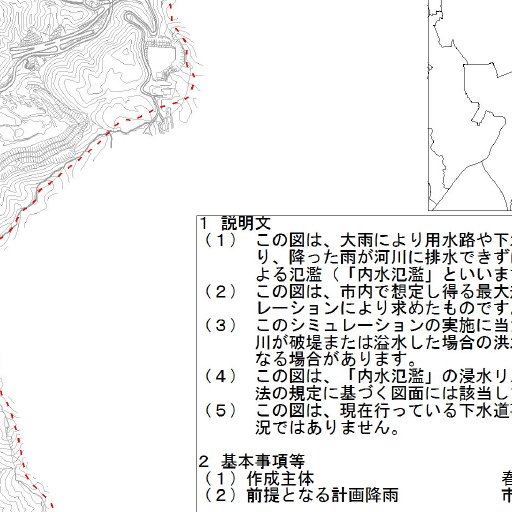 1 説明文
(1) この図は、大雨により用水路や下
り、降った雨が河川に排水できず
よる氾濫(「内水氾濫」といいま
(2) この図は、市内で想定し得る最大
レーションにより求めたものです
(3) このシミュレーションの実施に当
川が破堤または溢水した場合の洪
なる場合があります。
(4) この図は、「内水氾濫」の浸水リ
法の規定に基づく図面には該当し
(5) この図は、現在行っている下水道
況ではありません。
2 基本事項等
(1)作成主体
(2)前提となる計画降雨 市